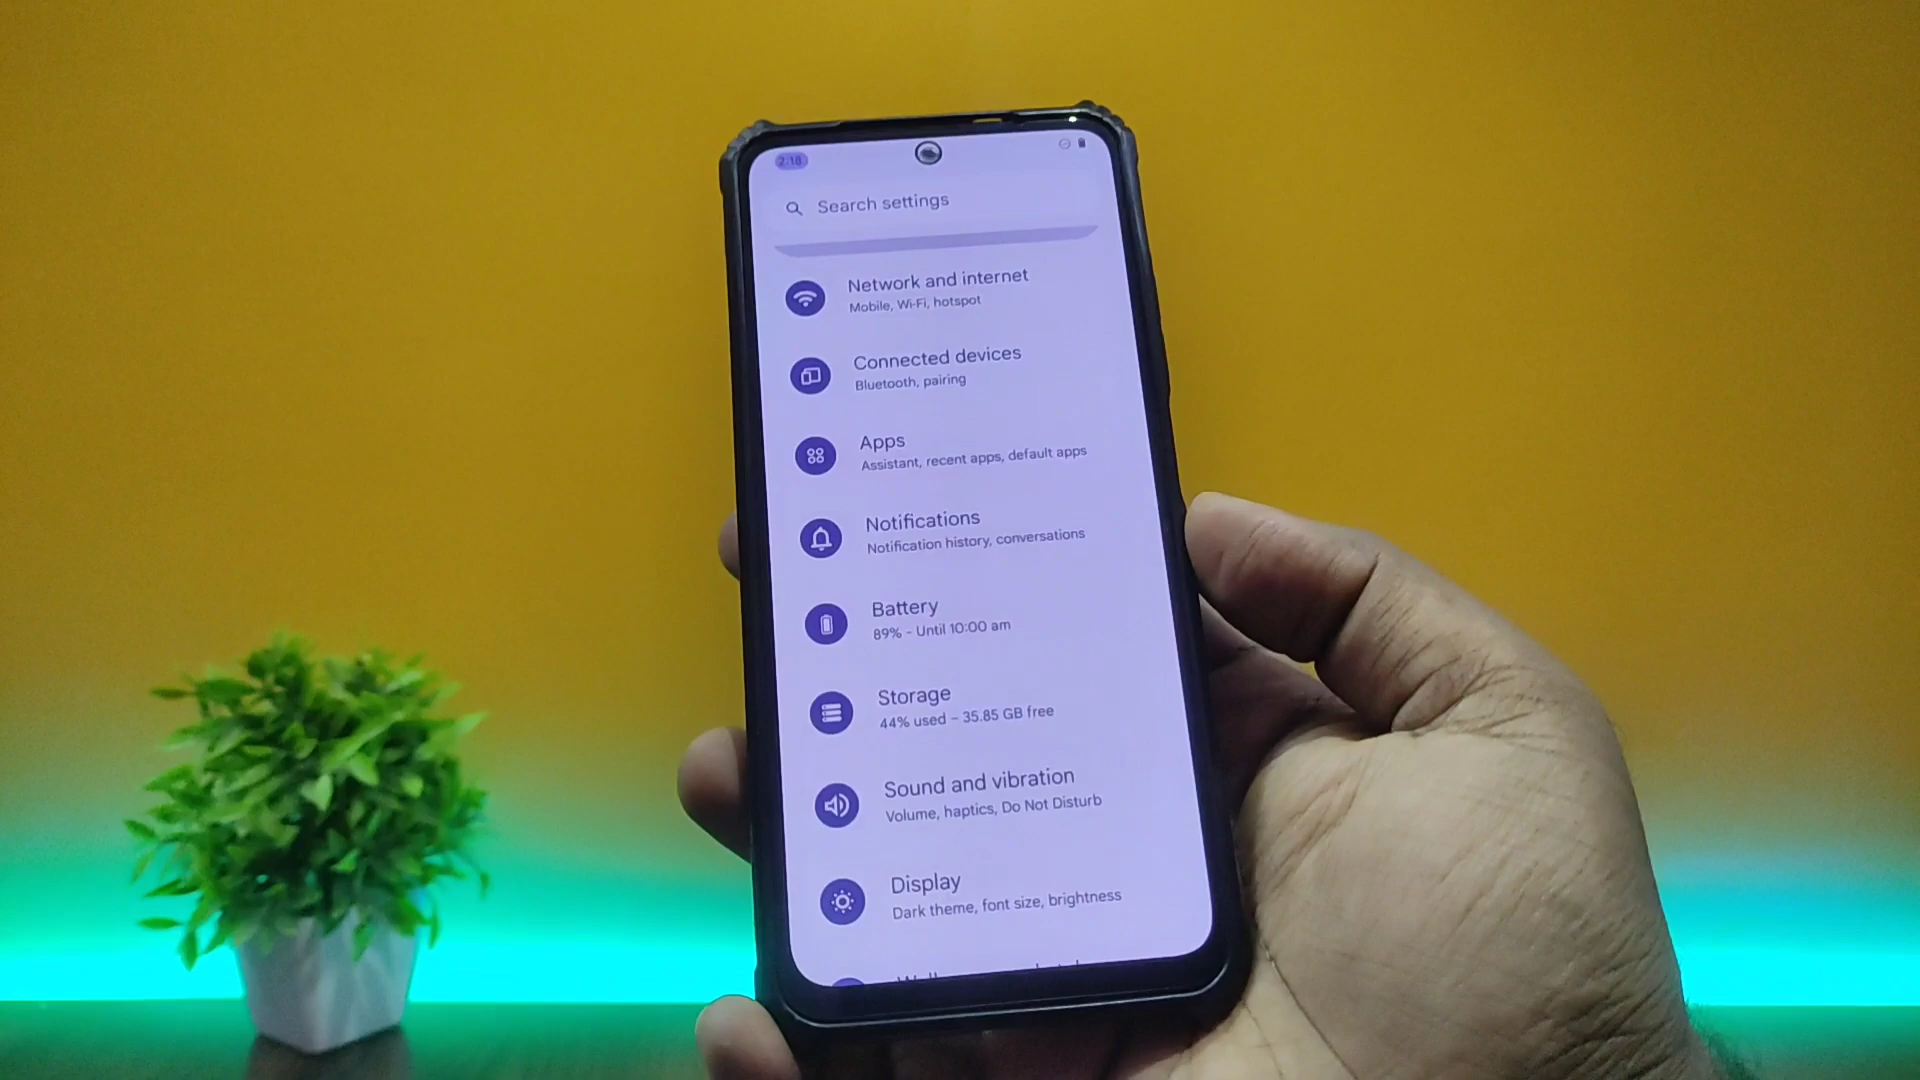 2:18
Search settings
Network and internet
Mobile, Wi-Fi, hotspot
Connected devices
Bluetooth, pairing
Apps
Assistant, recent apps, default apps
Notifications
Notification history, conversations
Battery
89% - Until 10:00 am
Storage
44% used – 35.85 GB free
Sound and vibration
Volume, haptics, Do Not Disturb
Display
Dark theme, font size, brightness